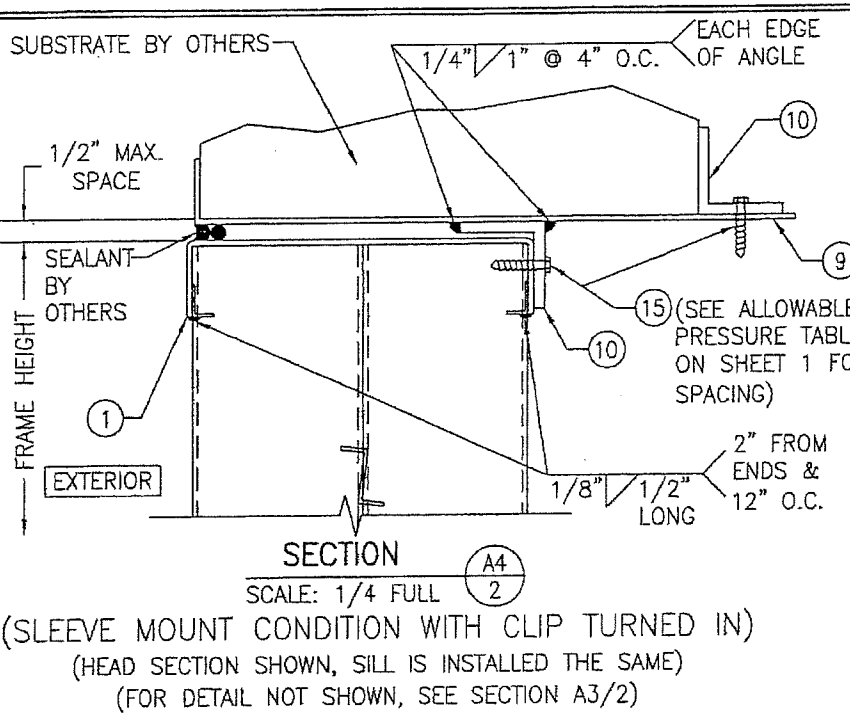 SUBSTRATE BY OTHERS
1/4" 1" @ 4" O.C.
EACH EDGE
OF ANGLE
10
1/2" MAX.
SPACE
SEALANT
BY
OTHERS
9
15 (SEE ALLOWABLE
PRESSURE TABL
ON SHEET 1 FO
SPACING)
10
FRAME HEIGHT
1
EXTERIOR
1/8" 1/2"
LONG
2" FROM
ENDS &
12" O.C.
SECTION
A4
2
SCALE: 1/4 FULL
(SLEEVE MOUNT CONDITION WITH CLIP TURNED IN)
(HEAD SECTION SHOWN, SILL IS INSTALLED THE SAME)
(FOR DETAIL NOT SHOWN, SEE SECTION A3/2)